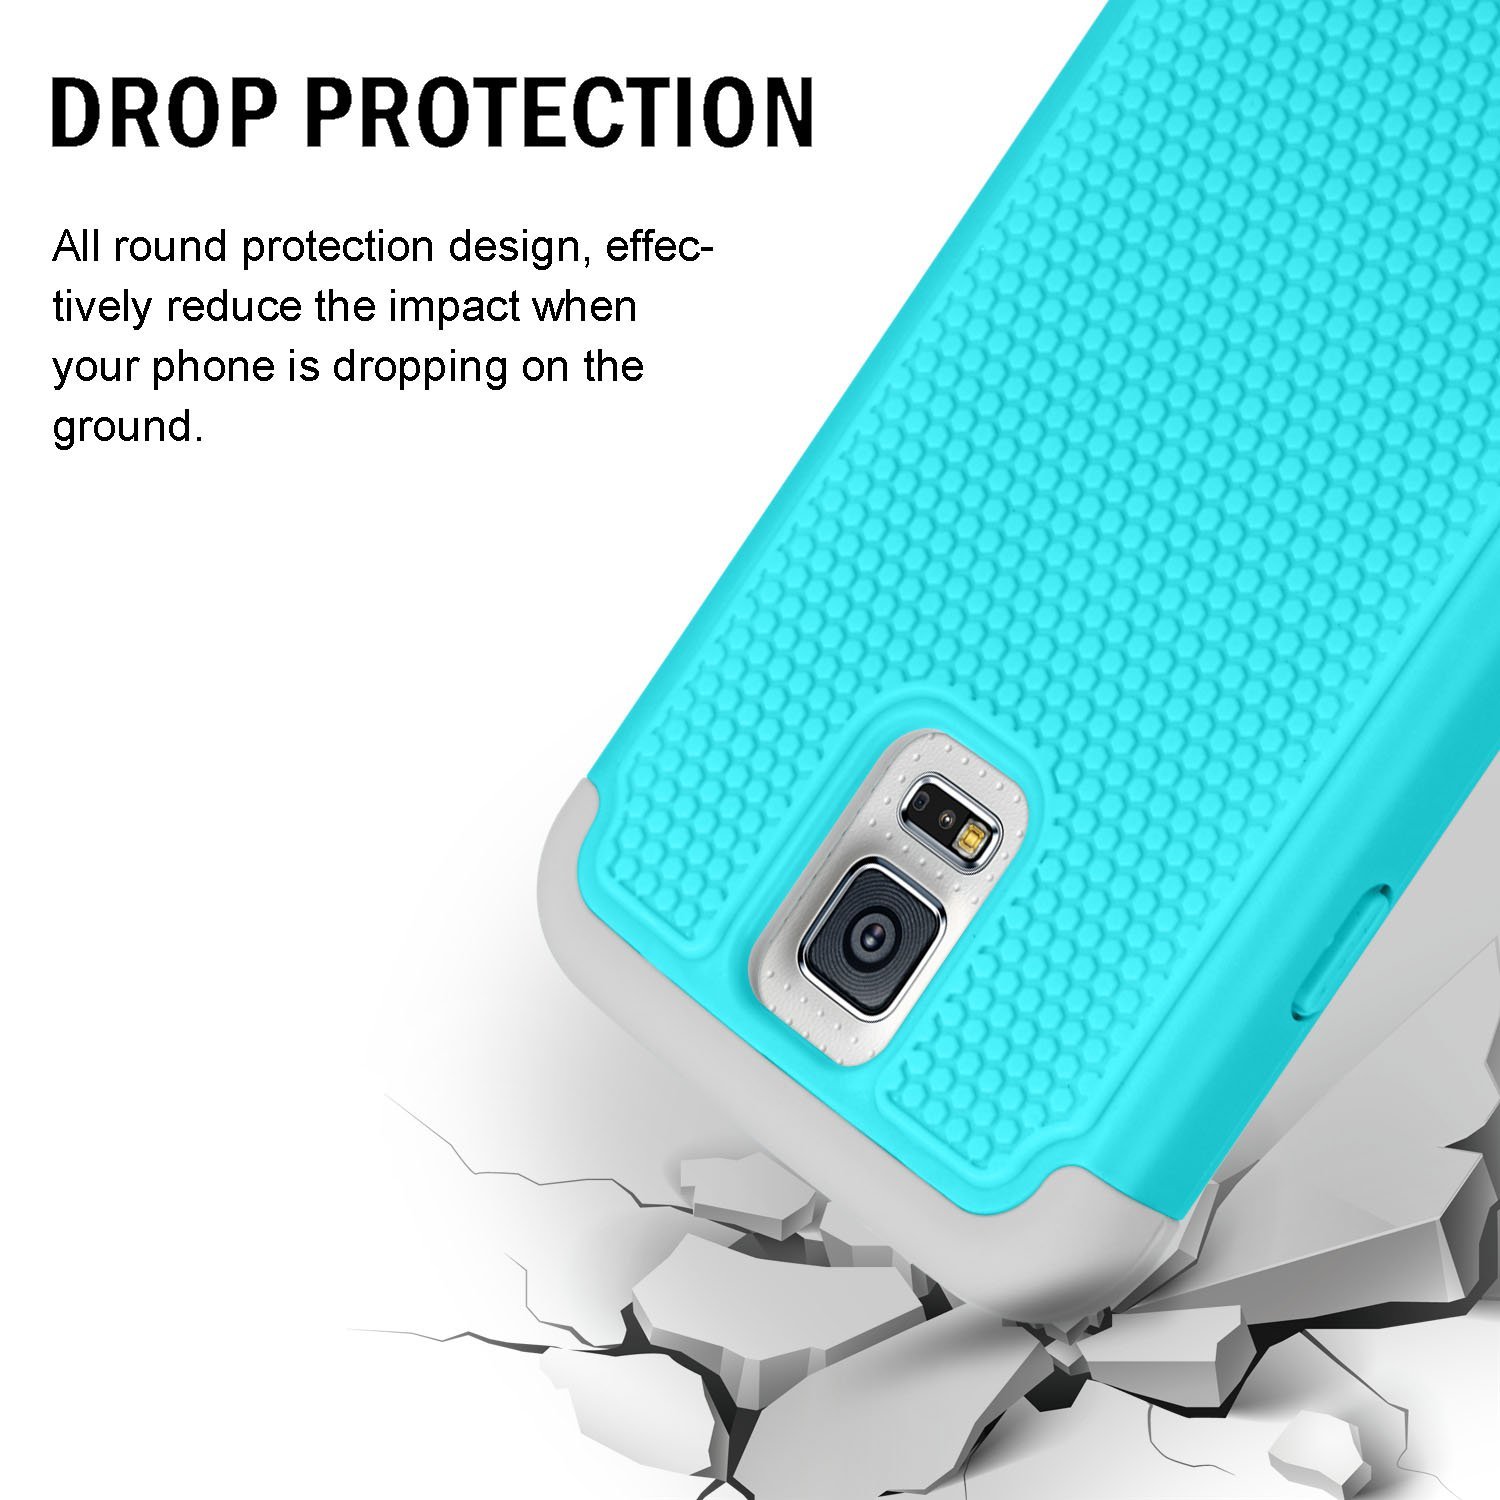 DROP PROTECTION
All round protection design, effec-
tively reduce the impact when
your phone is dropping on the
ground.